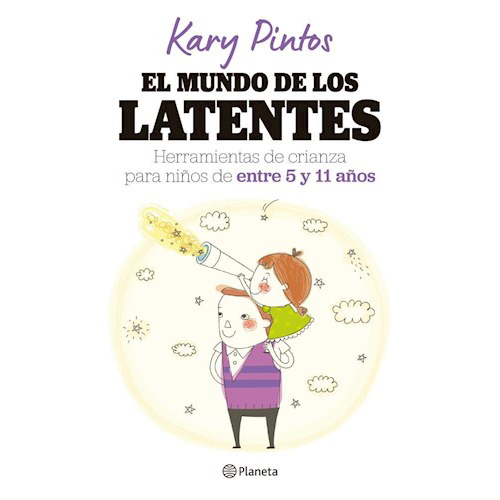 Kary Pintos
EL MUNDO DE LOS
LATENTES
Herramientas de crianza
para niños de entre 5 y 11 años
Planeta